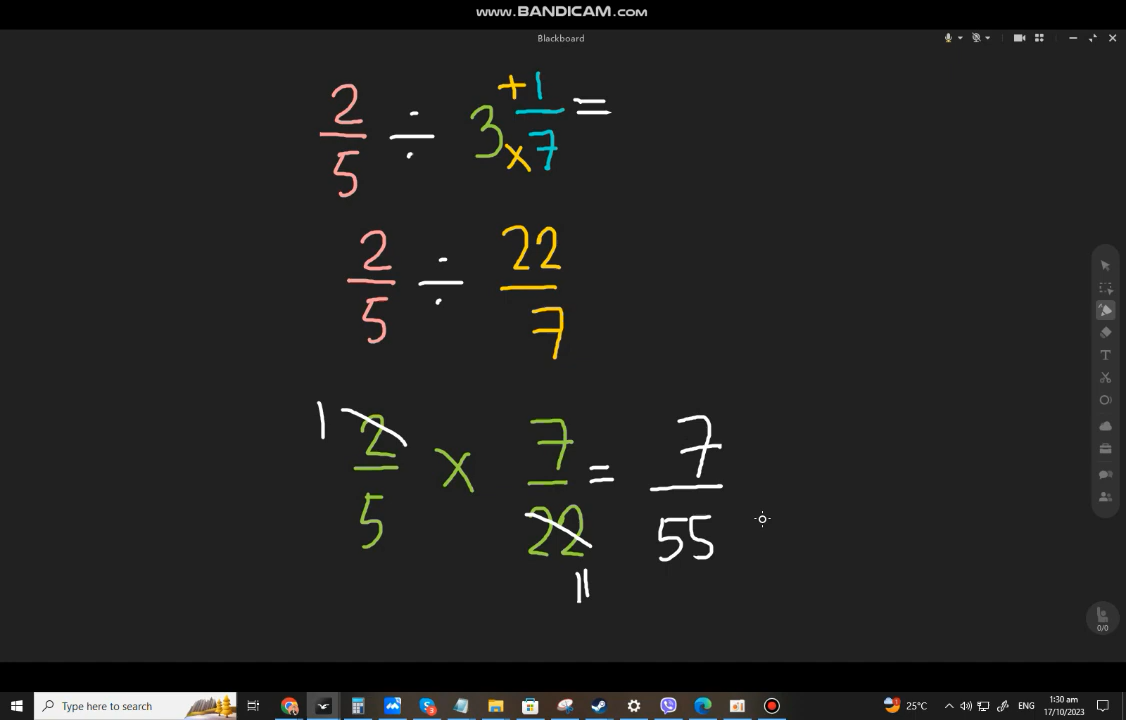 www.BANDICAM.com
Blackboard
2/5 ÷ 3 +1/×7 =
2/5 ÷ 22/7
1 2/5 × 7/22 = 7/55
11
T
0/0
Type here to search
25°C
ENG
1:30 am
17/10/2023